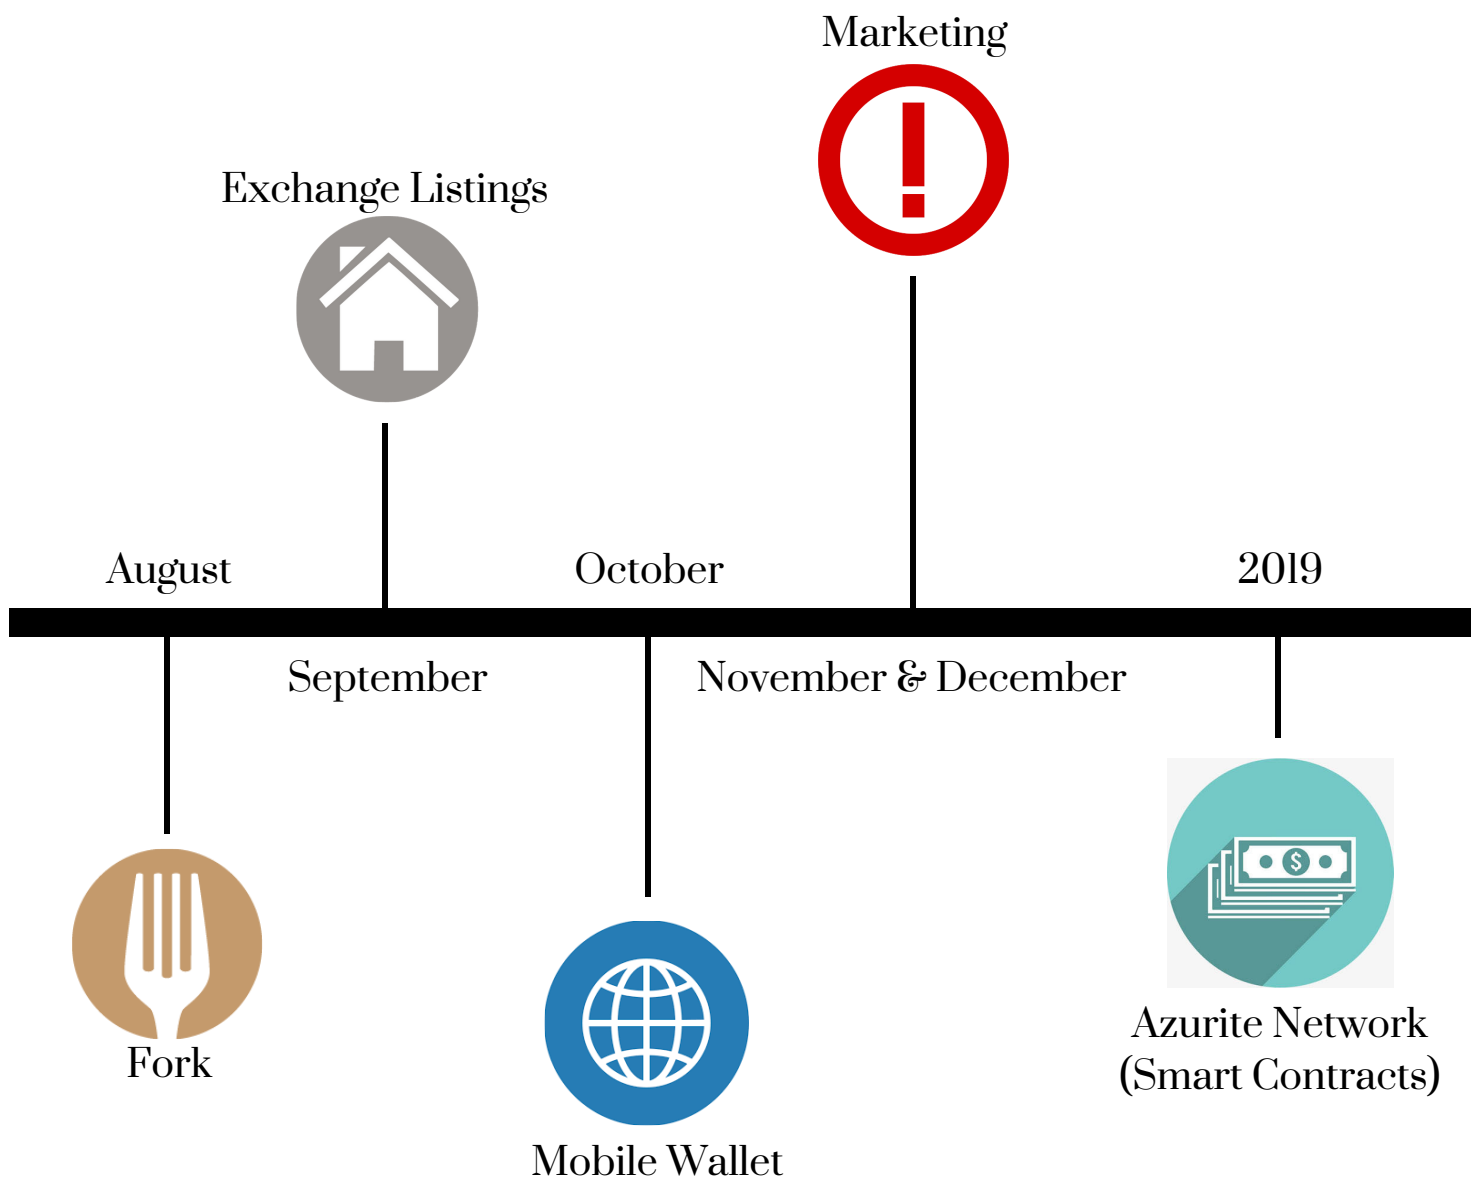 Marketing
Exchange Listings
August
October
2019
September
November & December
Fork
Mobile Wallet
Azurite Network
(Smart Contracts)